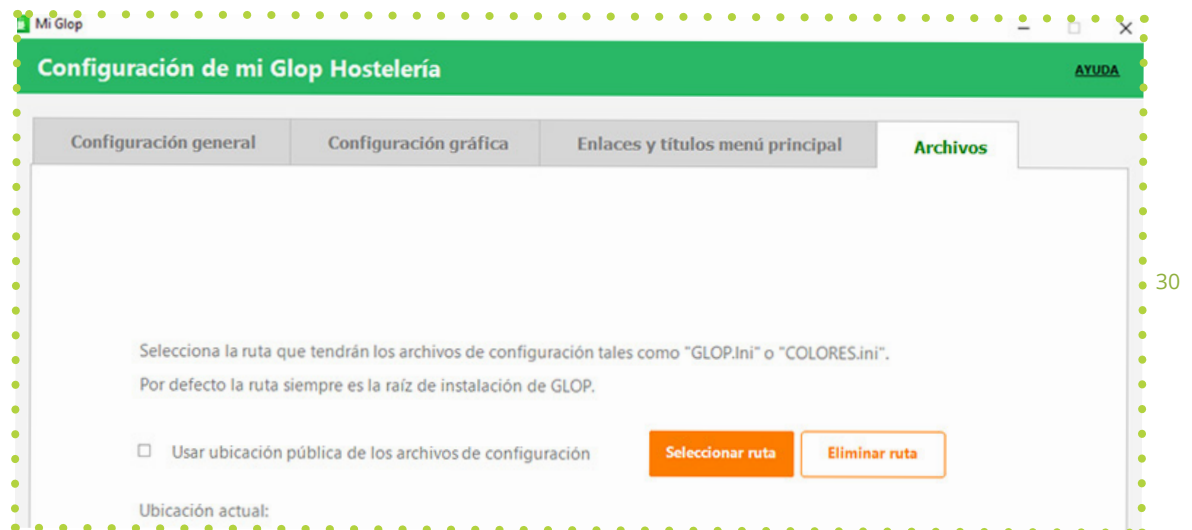 Mi Glop
Configuración de mi Glop Hostelería
AYUDA
Configuración general
Configuración gráfica
Enlaces y títulos menú principal
Archivos
30
Selecciona la ruta que tendrán los archivos de configuración tales como "GLOP.Ini" o "COLORES.ini".
Por defecto la ruta siempre es la raíz de instalación de GLOP.
Usar ubicación pública de los archivos de configuración
Seleccionar ruta
Eliminar ruta
Ubicación actual: